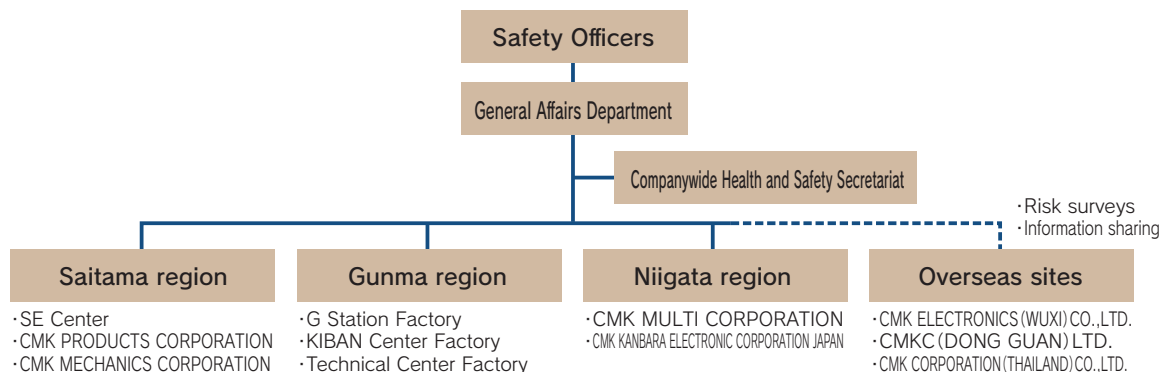 Safety Officers
General Affairs Department
Companywide Health and Safety Secretariat
·Risk surveys
·Information sharing
Saitama region
·SE Center
·CMK PRODUCTS CORPORATION
·CMK MECHANICS CORPORATION
Gunma region
·G Station Factory
·KIBAN Center Factory
·Technical Center Factory
Niigata region
·CMK MULTI CORPORATION
·CMK KANBARA ELECTRONIC CORPORATION JAPAN
Overseas sites
·CMK ELECTRONICS (WUXI) CO.,LTD.
·CMKC (DONG GUAN) LTD.
·CMK CORPORATION (THAILAND) CO.,LTD.